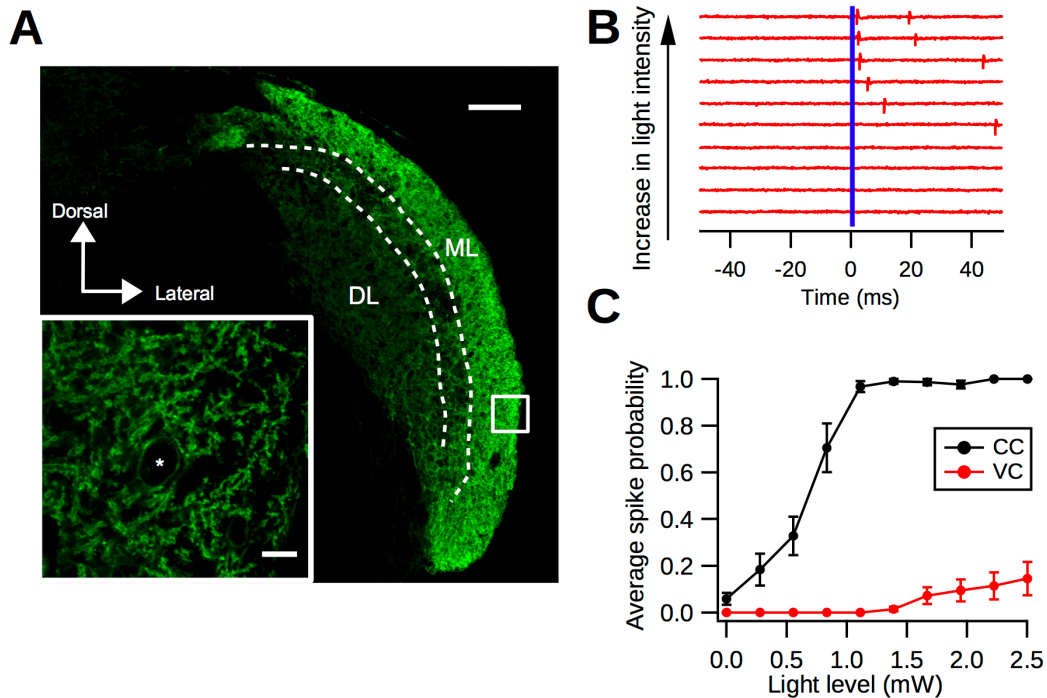 A
Dorsal
Lateral
ML
DL
*
B
Increase in light intensity
-40 -20 0 20 40
Time (ms)
C
Average spike probability
1.0
0.8
0.6
0.4
0.2
0.0
CC
VC
0.0 0.5 1.0 1.5 2.0 2.5
Light level (mW)